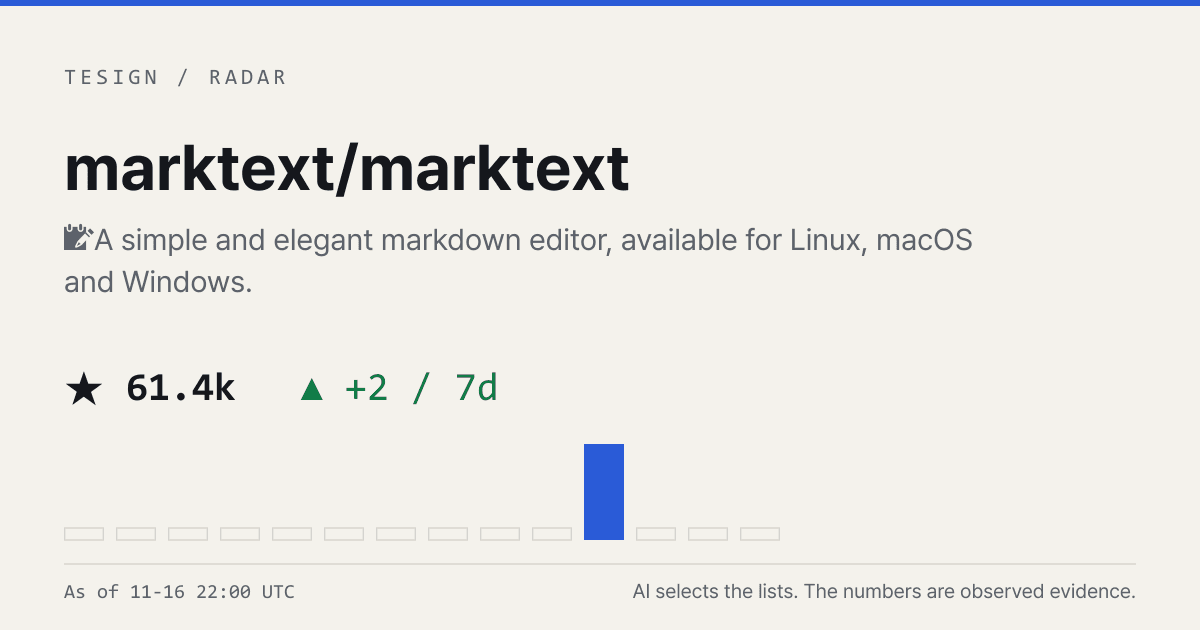 TESIGN / RADAR
marktext/marktext
📝A simple and elegant markdown editor, available for Linux, macOS
and Windows.
★ 61.4k ▲ +2 / 7d
As of 11-16 22:00 UTC
AI selects the lists. The numbers are observed evidence.